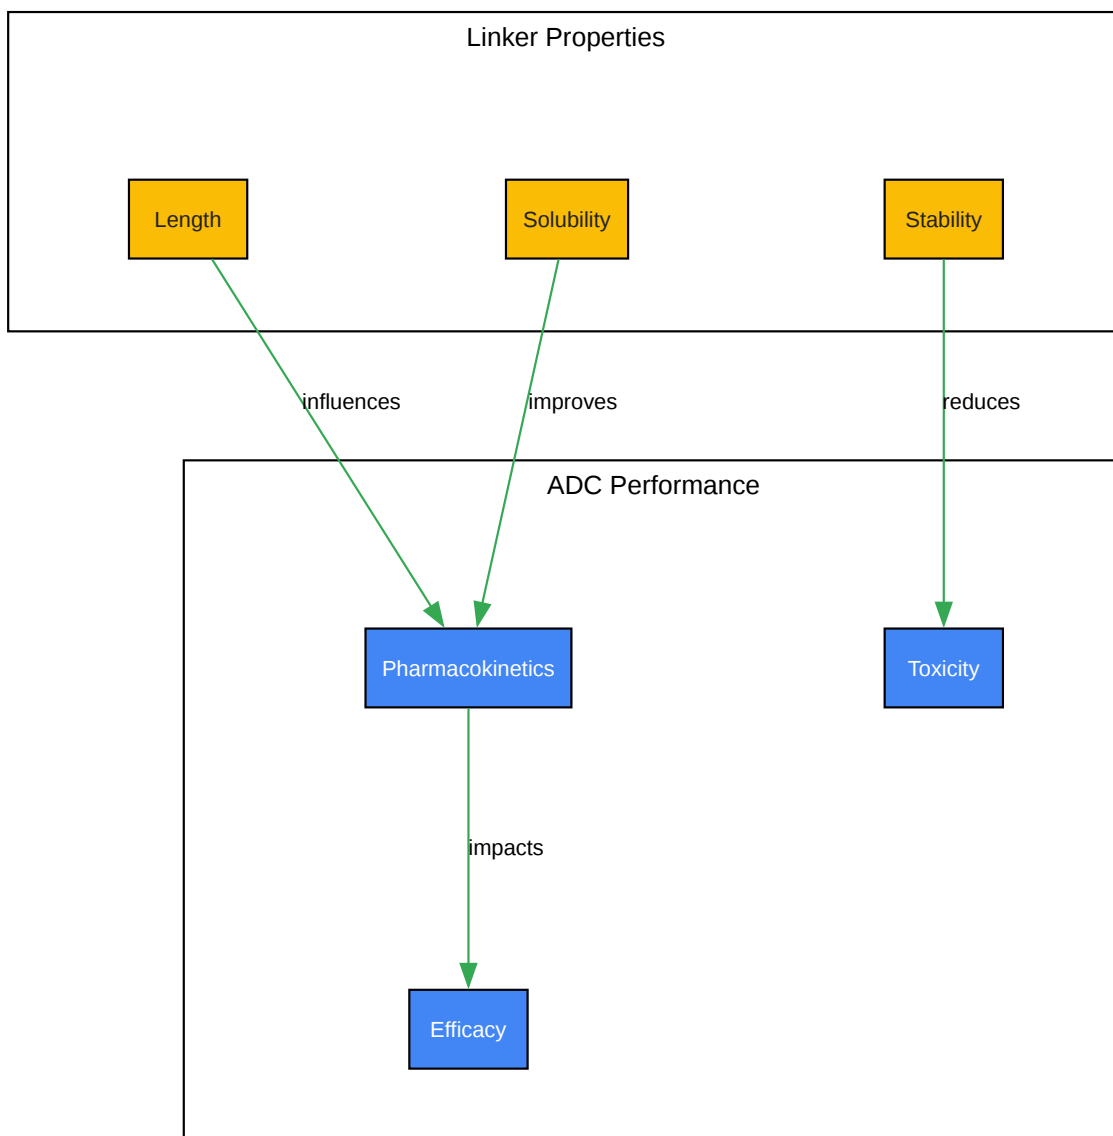 Linker Properties
Length
Solubility
Stability
influences
improves
reduces
ADC Performance
Pharmacokinetics
Toxicity
impacts
Efficacy